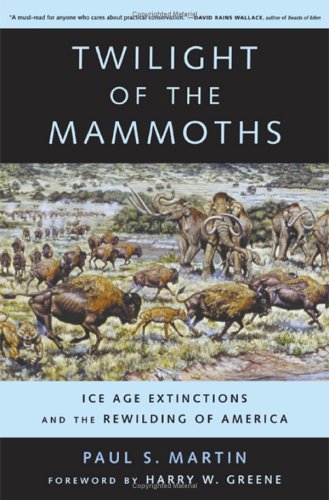 "A must-read for anyone who cares about practical conservation." —DAVID RAINS WALLACE, author of Beasts of Eden
TWILIGHT
OF THE
MAMMOTHS
ICE AGE EXTINCTIONS
AND THE REWILDING OF AMERICA
PAUL S. MARTIN
FOREWORD BY HARRY W. GREENE